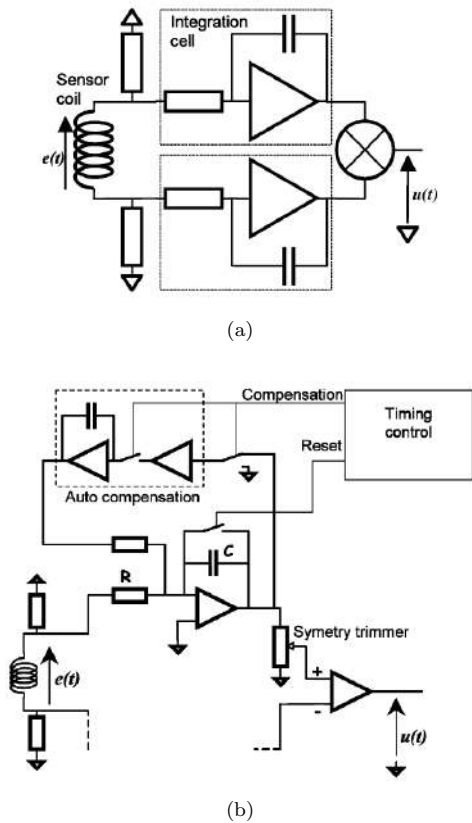 Integration
cell
Sensor
coil
e(t)
u(t)
(a)
Compensation
Timing
control
Reset
Auto compensation
C
R
Symetry trimmer
e(t)
+
-
u(t)
(b)